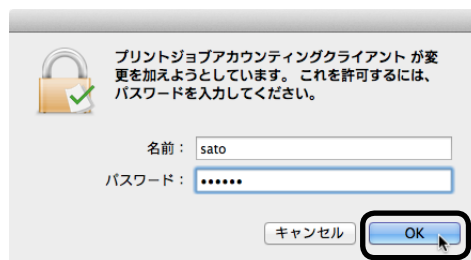 プリントジョブアカウンティングクライアント が変
更を加えようとしています。 これを許可するには、
パスワードを入力してください。
名前： sato
パスワード： ••••••
キャンセル OK